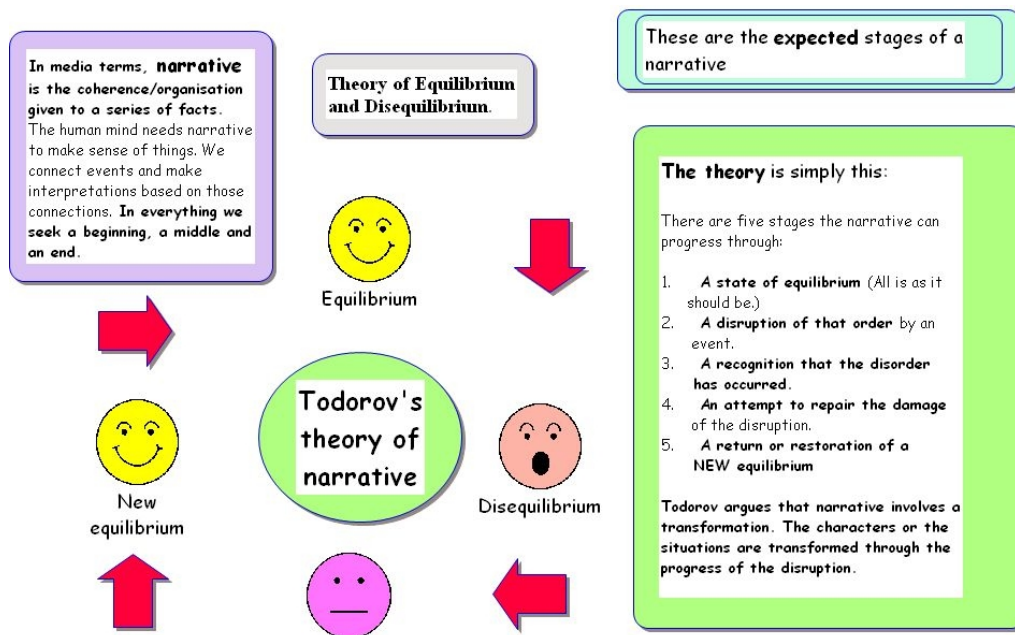 In media terms, narrative
is the coherence/organisation
given to a series of facts.
The human mind needs narrative
to make sense of things. We
connect events and make
interpretations based on those
connections. In everything we
seek a beginning, a middle and
an end.
Theory of Equilibrium
and Disequilibrium.
These are the expected stages of a
narrative
Equilibrium
Todorov's
theory of
narrative
New
equilibrium
Disequilibrium
The theory is simply this:
There are five stages the narrative can
progress through:
1. A state of equilibrium (All is as it
should be.)
2. A disruption of that order by an
event.
3. A recognition that the disorder
has occurred.
4. An attempt to repair the damage
of the disruption.
5. A return or restoration of a
NEW equilibrium
Todorov argues that narrative involves a
transformation. The characters or the
situations are transformed through the
progress of the disruption.